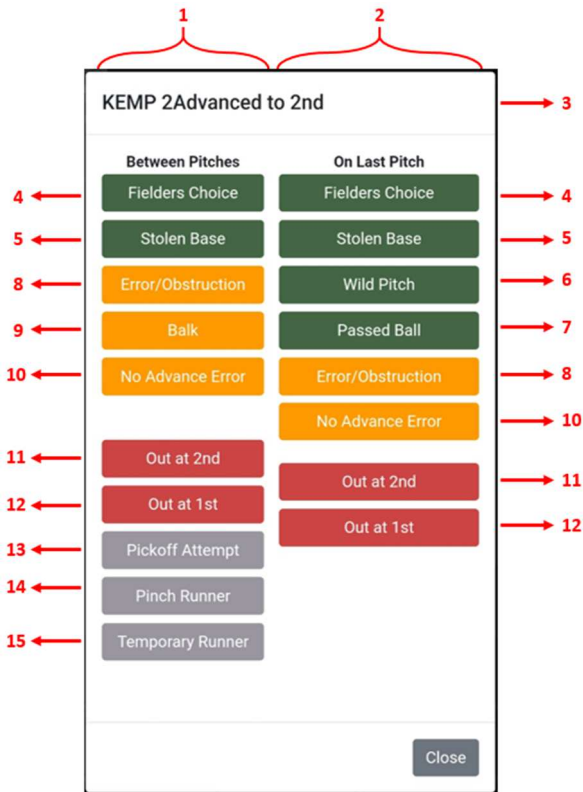 1 2
KEMP 2Advanced to 2nd 3
Between Pitches On Last Pitch
4 Fielders Choice Fielders Choice 4
5 Stolen Base Stolen Base 5
8 Error/Obstruction Wild Pitch 6
9 Balk Passed Ball 7
10 No Advance Error Error/Obstruction 8
No Advance Error 10
11 Out at 2nd Out at 2nd 11
12 Out at 1st Out at 1st 12
13 Pickoff Attempt
14 Pinch Runner
15 Temporary Runner
Close